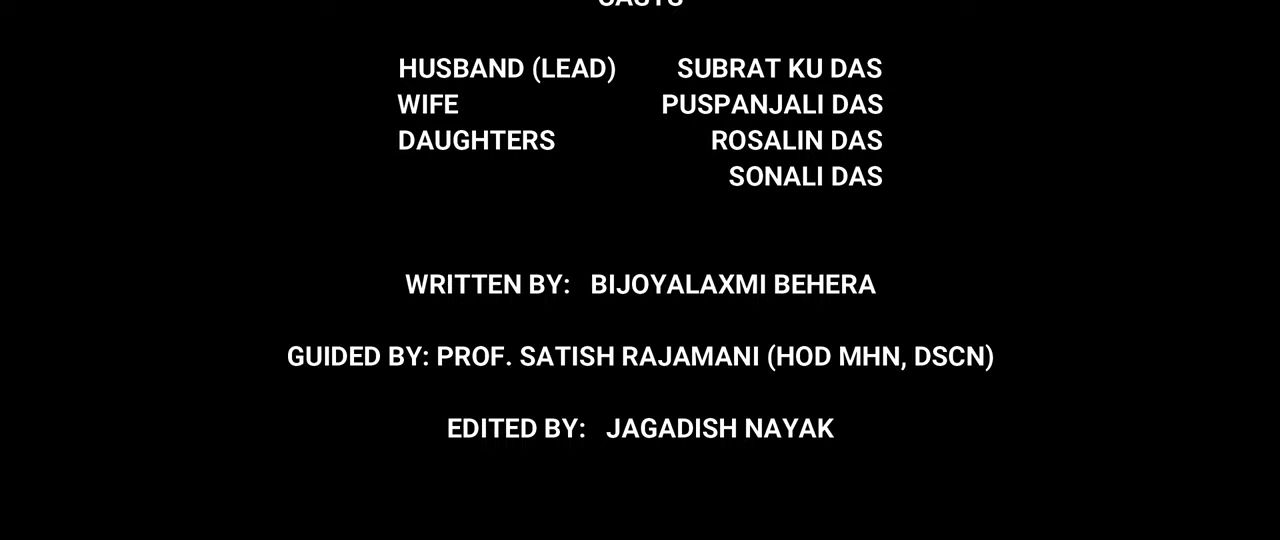 CASTS
HUSBAND (LEAD) SUBRAT KU DAS
WIFE PUSPANJALI DAS
DAUGHTERS ROSALIN DAS
SONALI DAS
WRITTEN BY: BIJOYALAXMI BEHERA
GUIDED BY: PROF. SATISH RAJAMANI (HOD MHN, DSCN)
EDITED BY: JAGADISH NAYAK